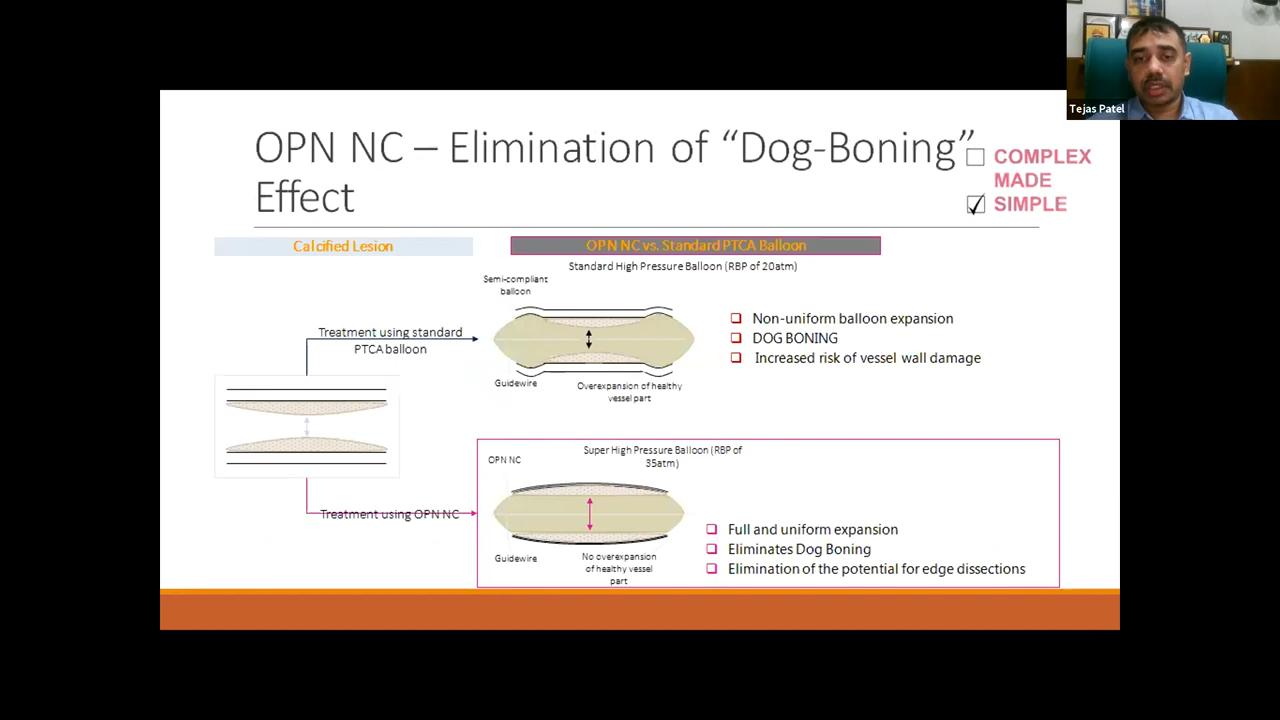 Tejas Patel
OPN NC – Elimination of “Dog-Boning”
Effect
COMPLEX
MADE
SIMPLE
Calcified Lesion
OPN NC vs. Standard PTCA Balloon
Standard High Pressure Balloon (RBP of 20atm)
Semi-compliant
balloon
Treatment using standard
PTCA balloon
Guidewire
Overexpansion of healthy
vessel part
Non-uniform balloon expansion
DOG BONING
Increased risk of vessel wall damage
Treatment using OPN NC
OPN NC
Super High Pressure Balloon (RBP of
35atm)
Guidewire
No overexpansion
of healthy vessel
part
Full and uniform expansion
Eliminates Dog Boning
Elimination of the potential for edge dissections